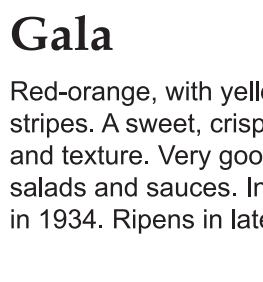 Gala
Red-orange, with
stripes. A sweet, crisp
and texture. Very
salads and sauces.
in 1934. Ripens in